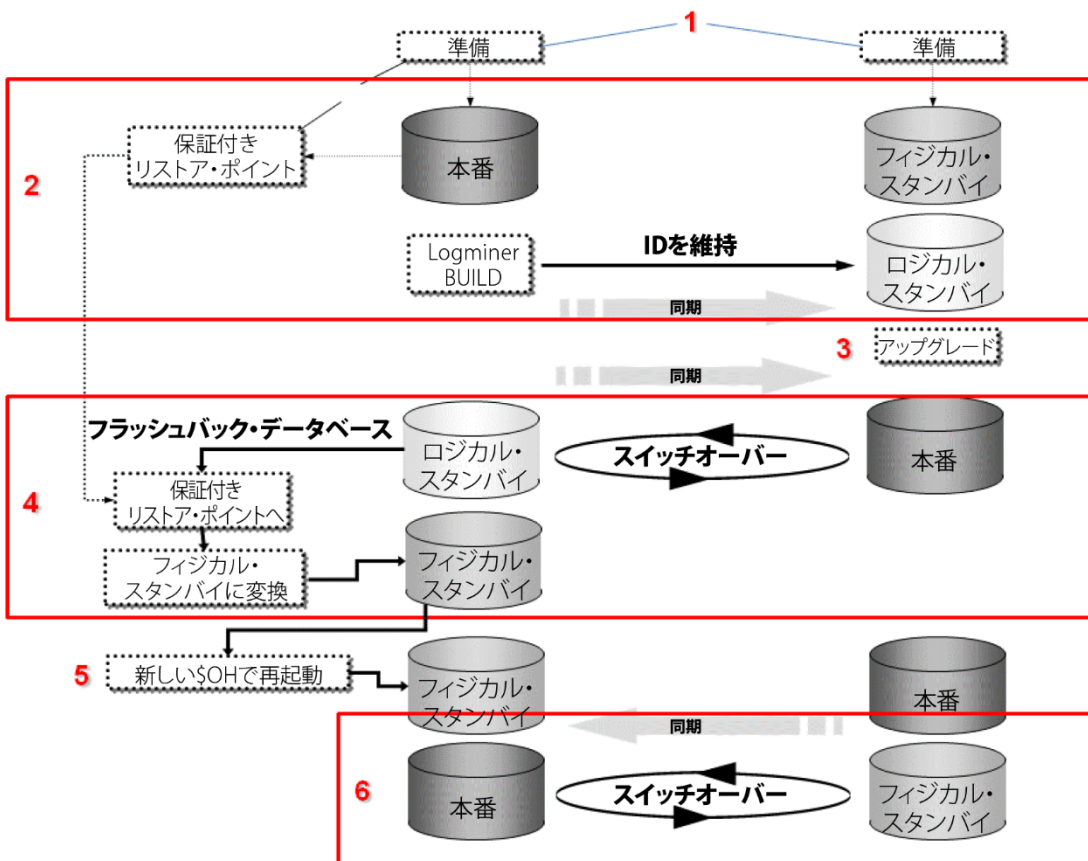 1
準備
準備
2
保証付き
リストア・ポイント
本番
フィジカル・
スタンバイ
Logminer
BUILD
IDを維持
ロジカル・
スタンバイ
同期
3
アップグレード
同期
4
フラッシュバック・データベース
ロジカル・
スタンバイ
スイッチオーバー
本番
保証付き
リストア・ポイントへ
フィジカル・
スタンバイに変換
フィジカル・
スタンバイ
5
新しい$OHで再起動
フィジカル・
スタンバイ
本番
同期
6
本番
スイッチオーバー
フィジカル・
スタンバイ